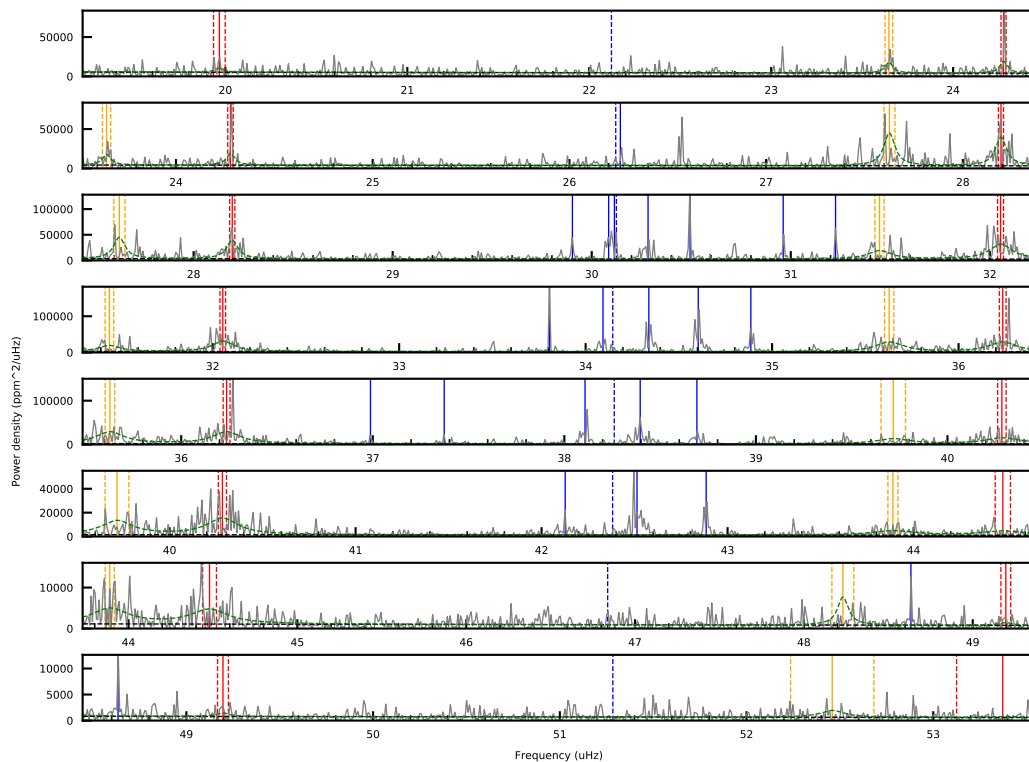 50000
0
20 21 22 23 24
50000
0
24 25 26 27 28
100000
50000
0
28 29 30 31 32
100000
0
32 33 34 35 36
100000
0
36 37 38 39 40
40000
20000
0
40 41 42 43 44
10000
0
44 45 46 47 48 49
10000
5000
0
49 50 51 52 53
Power density (ppm^2/uHz)
Frequency (uHz)